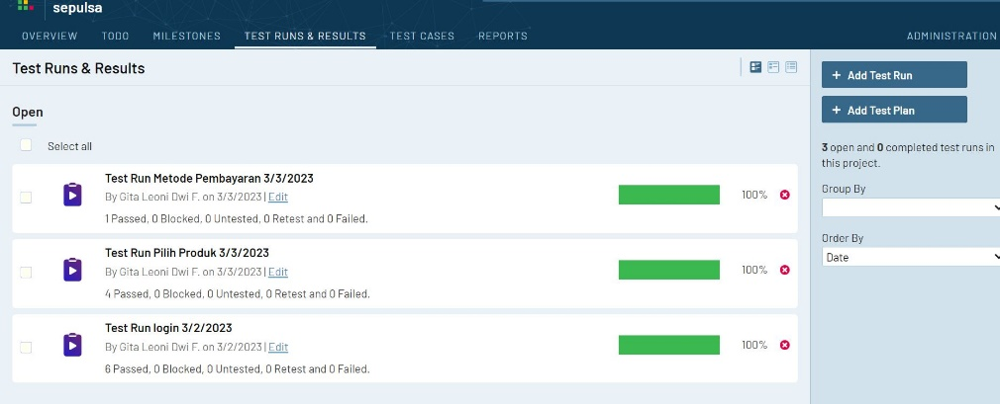 sepulsa
OVERVIEW TODO MILESTONES TEST RUNS & RESULTS TEST CASES REPORTS ADMINISTRATION
Test Runs & Results
Open
Select all
Test Run Metode Pembayaran 3/3/2023
By Gita Leoni Dwi F. on 3/3/2023 | Edit
100%
1 Passed, 0 Blocked, 0 Untested, 0 Retest and 0 Failed.
Test Run Pilih Produk 3/3/2023
By Gita Leoni Dwi F. on 3/3/2023 | Edit
100%
4 Passed, 0 Blocked, 0 Untested, 0 Retest and 0 Failed.
Test Run login 3/2/2023
By Gita Leoni Dwi F. on 3/2/2023 | Edit
100%
6 Passed, 0 Blocked, 0 Untested, 0 Retest and 0 Failed.
+ Add Test Run
+ Add Test Plan
3 open and 0 completed test runs in
this project.
Group By
Order By
Date